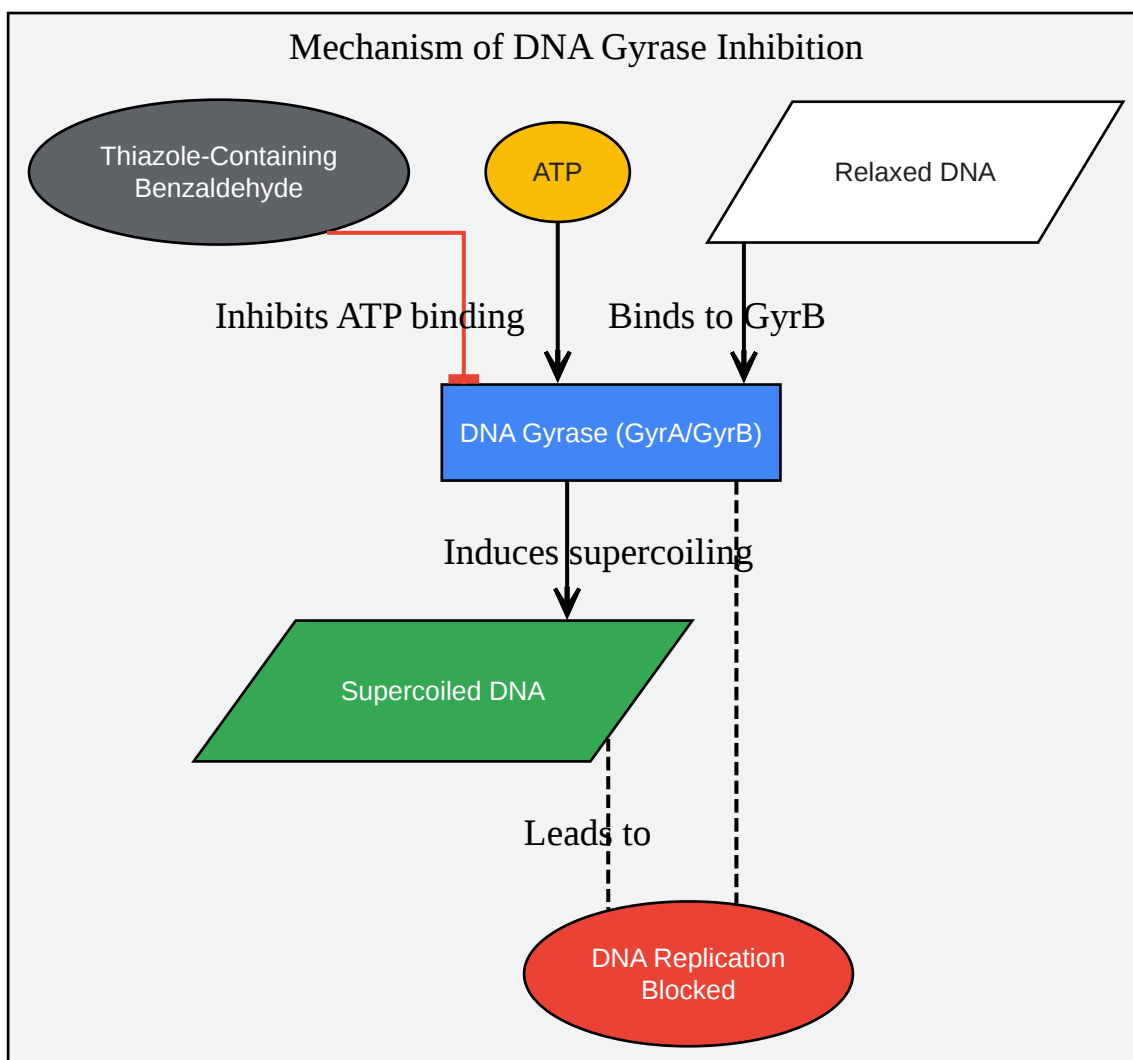 Mechanism of DNA Gyrase Inhibition
Thiazole-Containing
Benzaldehyde
ATP
Relaxed DNA
Inhibits ATP binding
Binds to GyrB
DNA Gyrase (GyrA/GyrB)
Induces supercoiling
Supercoiled DNA
Leads to
DNA Replication
Blocked